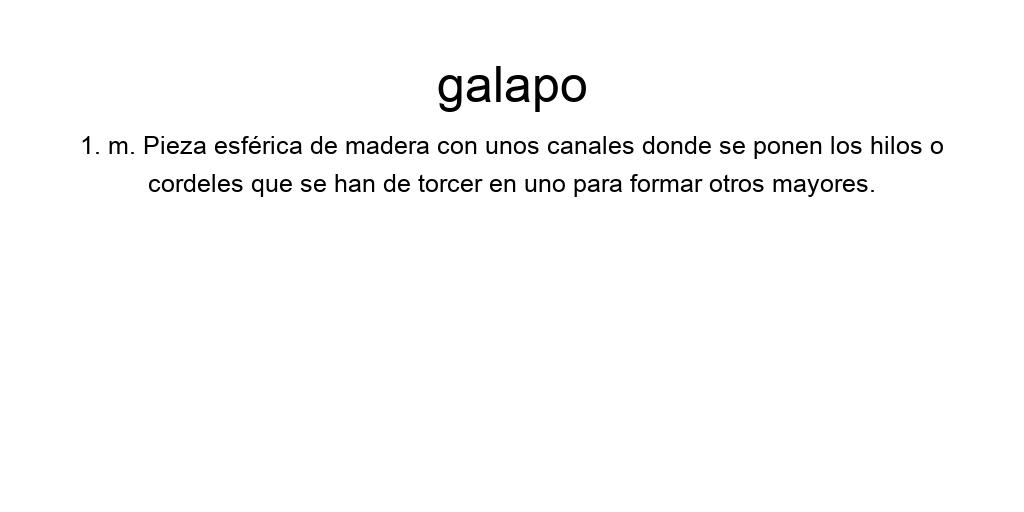 galapo
1. m. Pieza esférica de madera con unos canales donde se ponen los hilos o
cordeles que se han de torcer en uno para formar otros mayores.